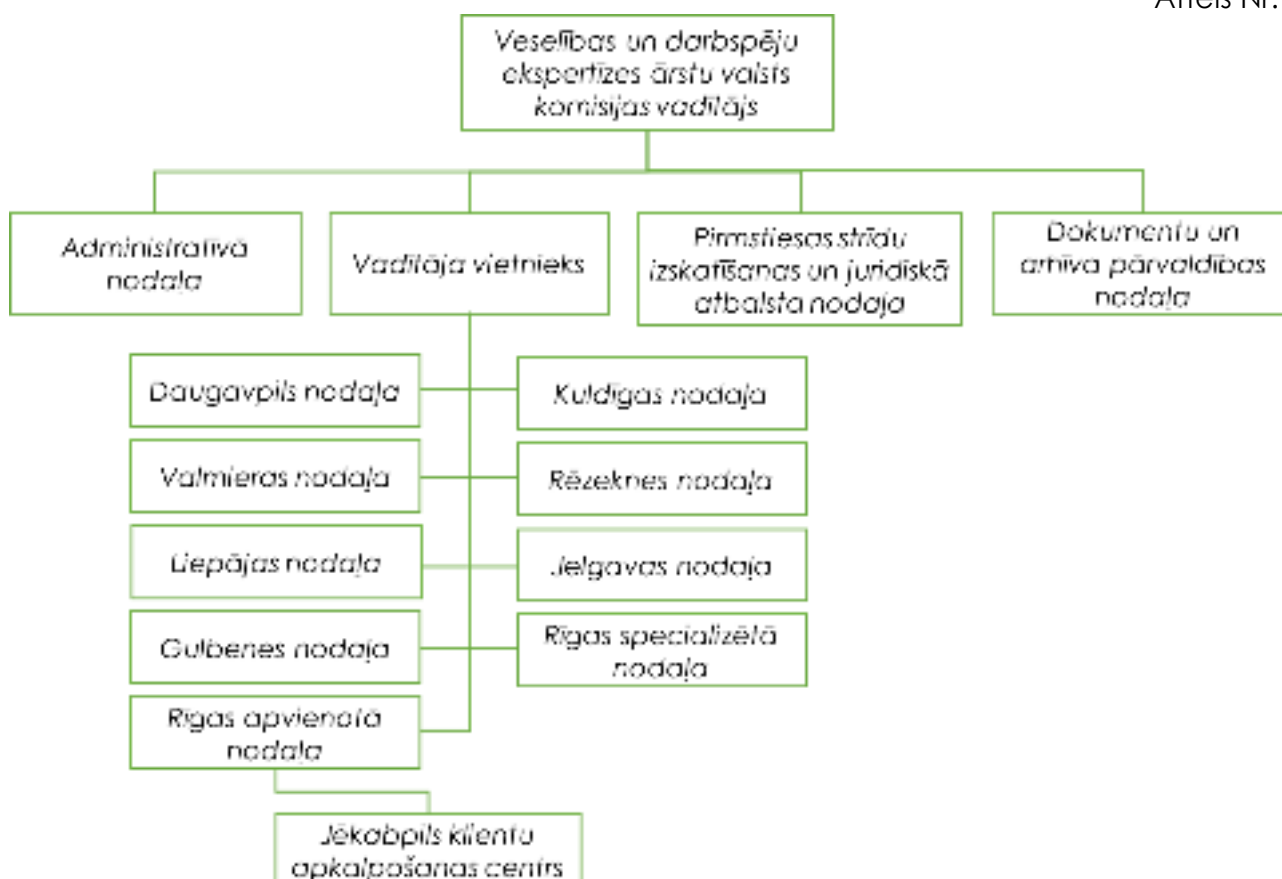 Attēls Nr.
Veselības un darbspēju
ekspertīzes ārstu valsts
komisijas vadītājs
Administratīvā
nodaļa
Vadītāja vietnieks
Pirmstiesas strīdu
izskatīšanas un juridiskā
atbalsta nodaļa
Dokumentu un
arhīva pārvaldības
nodaļa
Daugavpils nodaļa
Kuldīgas nodaļa
Valmieras nodaļa
Rēzeknes nodaļa
Liepājas nodaļa
Jelgavas nodaļa
Gulbenes nodaļa
Rīgas specializētā
nodaļa
Rīgas apvienotā
nodaļa
Jēkabpils klientu
apkalpošanas centrs